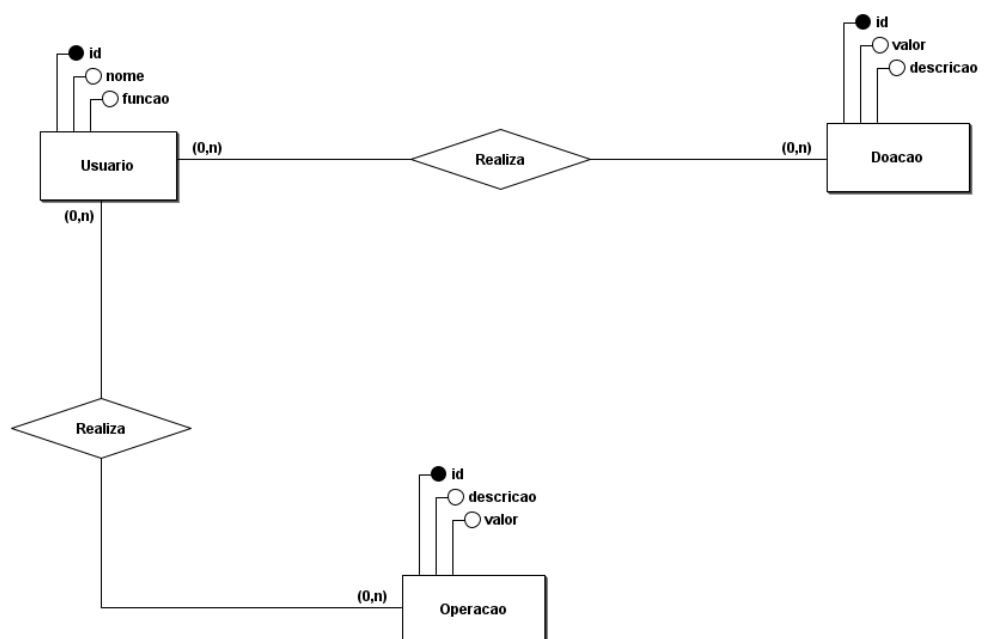 id
nome
funcao
Usuario
(0,n)
(0,n)
Realiza
(0,n)
id
valor
descricao
Doacao
Realiza
id
descricao
valor
(0,n)
Operacao